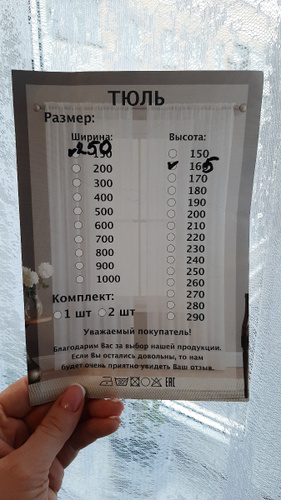 ТЮЛЬ
Размер:
Ширина: Высота:
250 150
200 165
300 170
400 180
500 190
600 200
700 210
800 220
900 230
1000 240
250
260
Комплект: 270
1 шт 2 шт 280
290
Уважаемый покупатель!
Благодарим Вас за выбор нашей продукции.
Если Вы остались довольны, то нам
будет очень приятно увидеть Ваш отзыв.
EAC